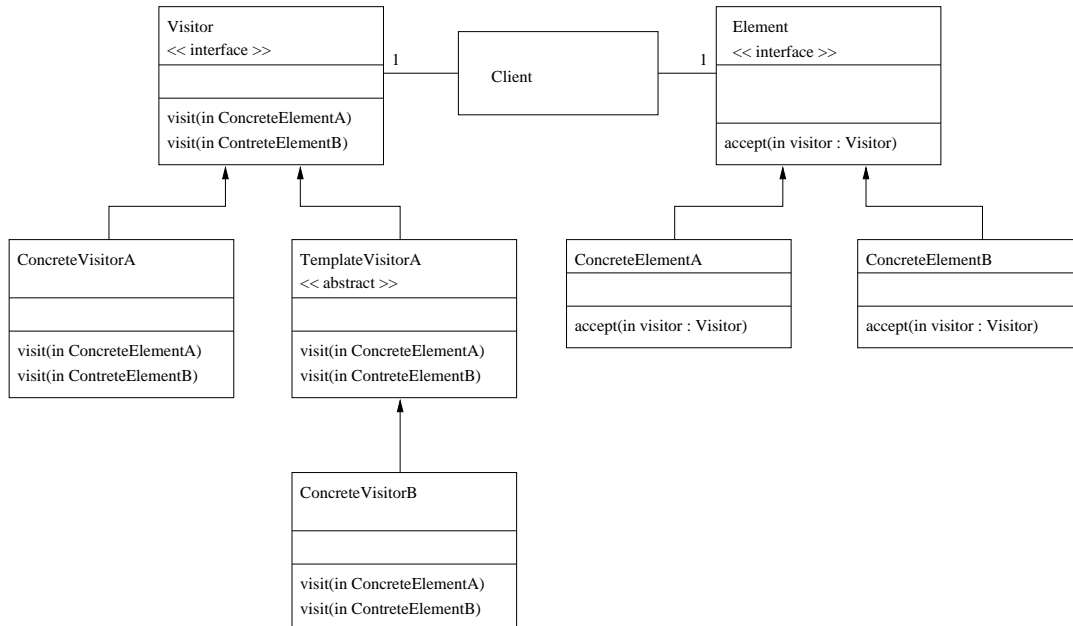 Visitor
<< interface >>
visit(in ConcreteElementA)
visit(in ContreteElementB)
1
Client
1
Element
<< interface >>
accept(in visitor : Visitor)
ConcreteVisitorA
visit(in ConcreteElementA)
visit(in ContreteElementB)
TemplateVisitorA
<< abstract >>
visit(in ConcreteElementA)
visit(in ContreteElementB)
ConcreteElementA
accept(in visitor : Visitor)
ConcreteElementB
accept(in visitor : Visitor)
ConcreteVisitorB
visit(in ConcreteElementA)
visit(in ContreteElementB)